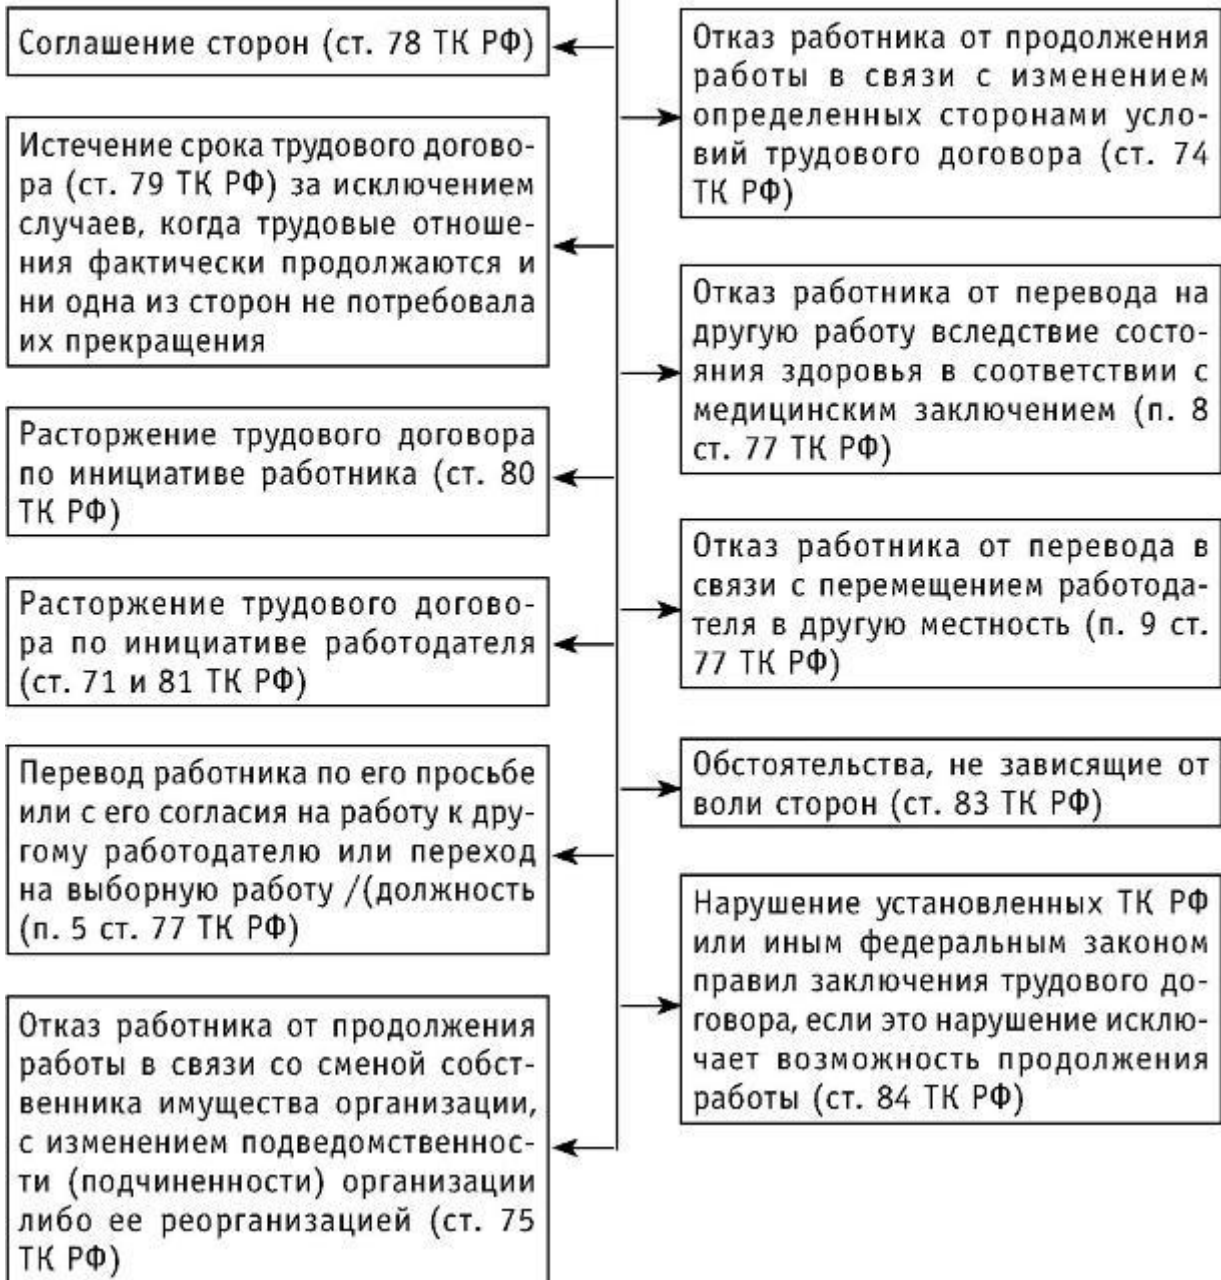 Соглашение сторон (ст. 78 ТК РФ)
Истечение срока трудового догово-
ра (ст. 79 ТК РФ) за исключением
случаев, когда трудовые отноше-
ния фактически продолжаются и
ни одна из сторон не потребовала
их прекращения
Расторжение трудового договора
по инициативе работника (ст. 80
ТК РФ)
Расторжение трудового догово-
ра по инициативе работодателя
(ст. 71 и 81 ТК РФ)
Перевод работника по его просьбе
или с его согласия на работу к дру-
гому работодателю или переход
на выборную работу /(должность
(п. 5 ст. 77 ТК РФ)
Отказ работника от продолжения
работы в связи со сменой собст-
венника имущества организации,
с изменением подведомственнос-
ти (подчиненности) организации
либо ее реорганизацией (ст. 75
ТК РФ)
Отказ работника от продолжения
работы в связи с изменением
определенных сторонами усло-
вий трудового договора (ст. 74
ТК РФ)
Отказ работника от перевода на
другую работу вследствие состо-
яния здоровья в соответствии с
медицинским заключением (п. 8
ст. 77 ТК РФ)
Отказ работника от перевода в
связи с перемещением работода-
теля в другую местность (п. 9 ст.
77 ТК РФ)
Обстоятельства, не зависящие от
воли сторон (ст. 83 ТК РФ)
Нарушение установленных ТК РФ
или иным федеральным законом
правил заключения трудового до-
говора, если это нарушение исклю-
чает возможность продолжения
работы (ст. 84 ТК РФ)